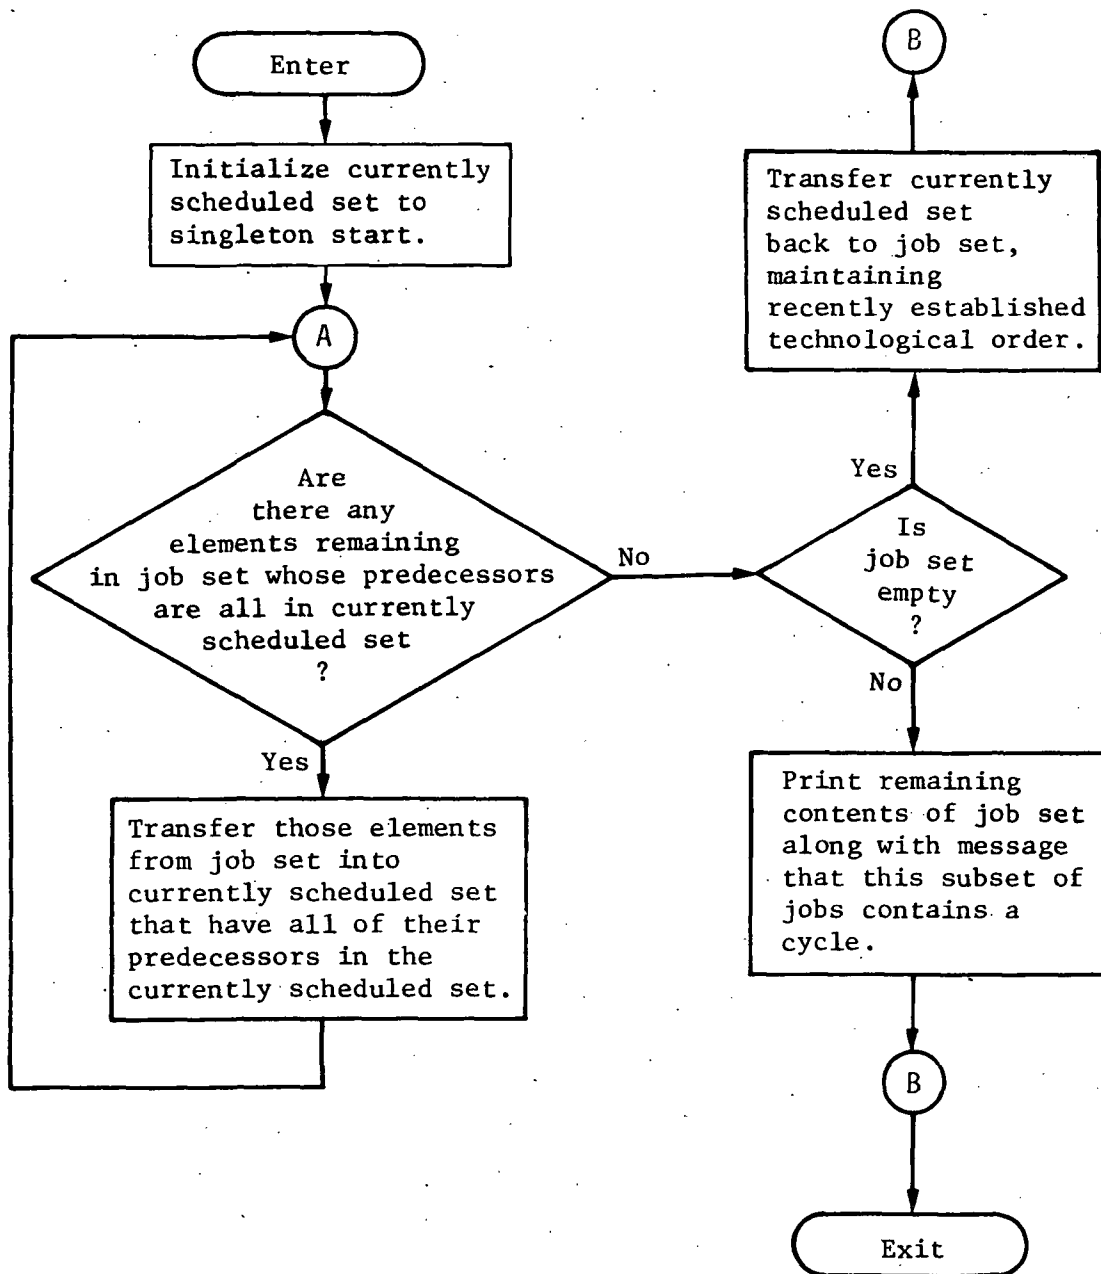 Enter
Initialize currently
scheduled set to
singleton start.
A
Are
there any
elements remaining
in job set whose predecessors
are all in currently
scheduled set
?
Yes
No
Transfer those elements
from job set into
currently scheduled set
that have all of their
predecessors in the
currently scheduled set.
B
Transfer currently
scheduled set
back to job set,
maintaining
recently established
technological order.
Yes
Is
job set
empty
?
No
Print remaining
contents of job set
along with message
that this subset of
jobs contains a
cycle.
B
Exit